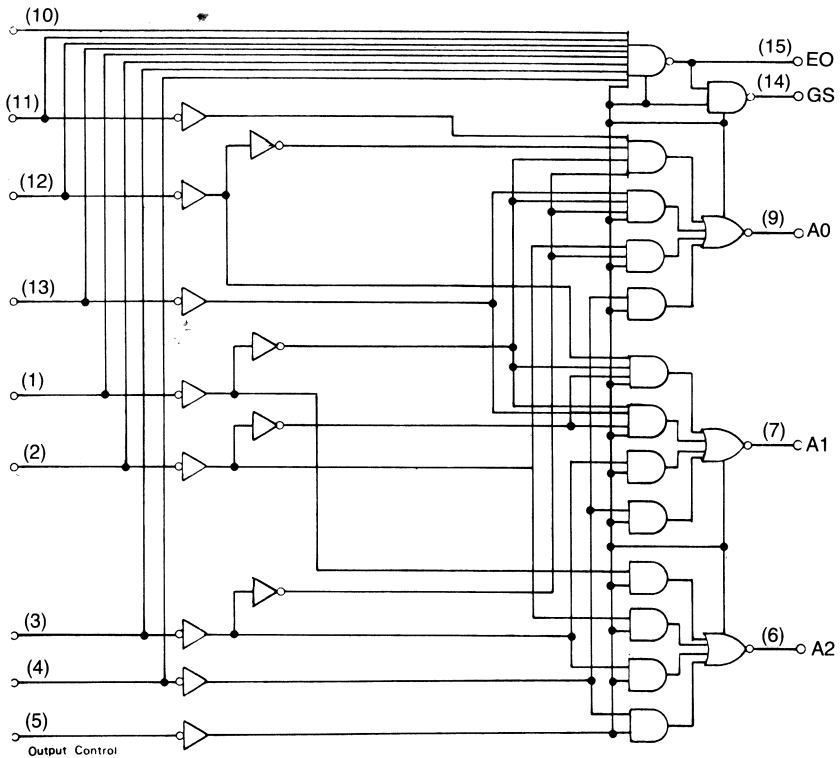 (10)
(15)
EO
(14)
GS
(11)
(12)
(9)
A0
(13)
(1)
(7)
A1
(2)
(3)
(6)
A2
(4)
(5)
Output Control